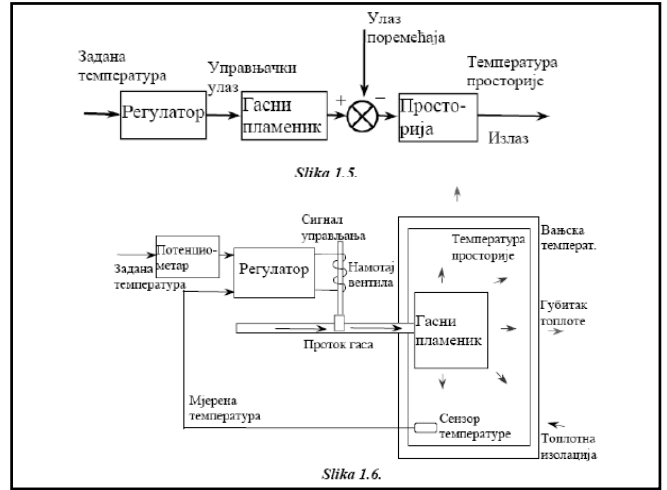 Улаз
поремећаја
Задана
температура
Управњачки
улаз
Температура
просторије
Регулатор
Гасни
пламеник
+
−
Просто-
рија
Излаз
Slika 1.5.
Сигнал
управљања
Вањска
температ.
Потенцио-
метар
Температура
просторије
Регулатор
Намотај
вентила
Задана
температура
Гасни
пламеник
Губитак
топлоте
Проток гаса
Мјерена
температура
Сензор
температуре
Топлотна
изолација
Slika 1.6.